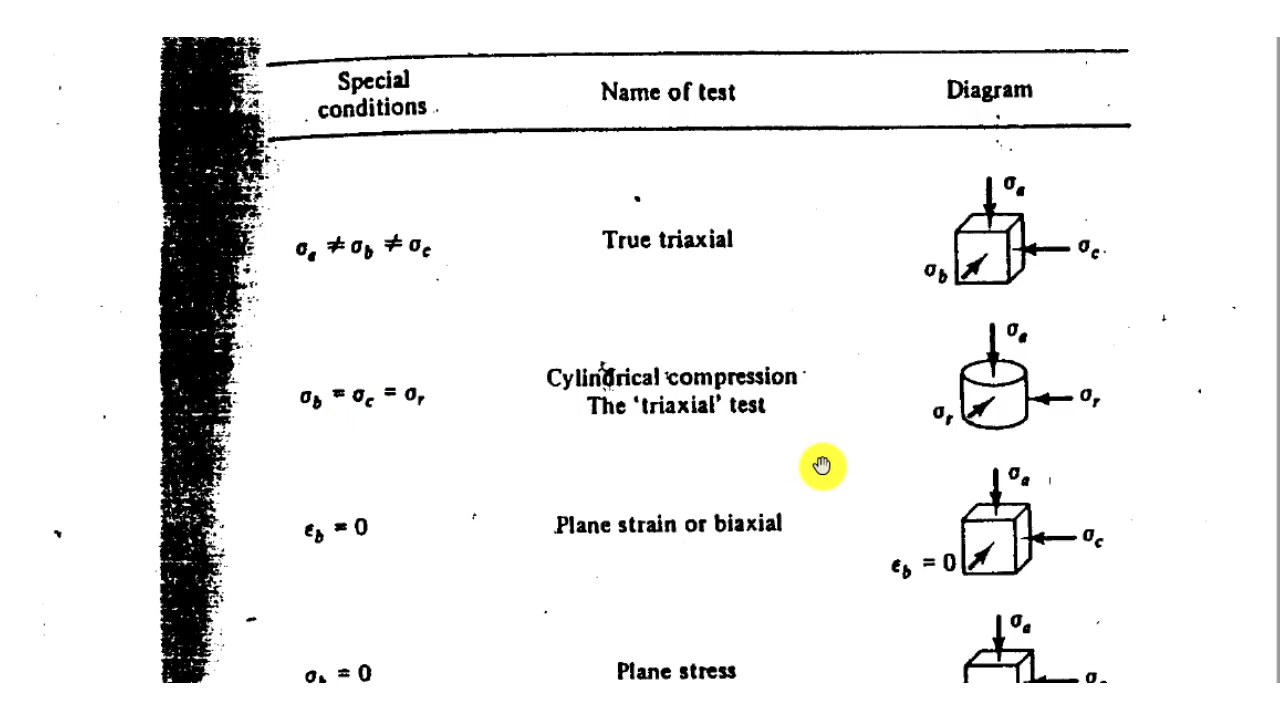 Special
conditions
Name of test
Diagram
σa ≠ σb ≠ σc
True triaxial
σa
σc
σb
σb = σc = σr
Cylindrical compression
The ‘triaxial’ test
σa
σr
σr
εb = 0
Plane strain or biaxial
σa
σc
εb = 0
σb = 0
Plane stress
σa